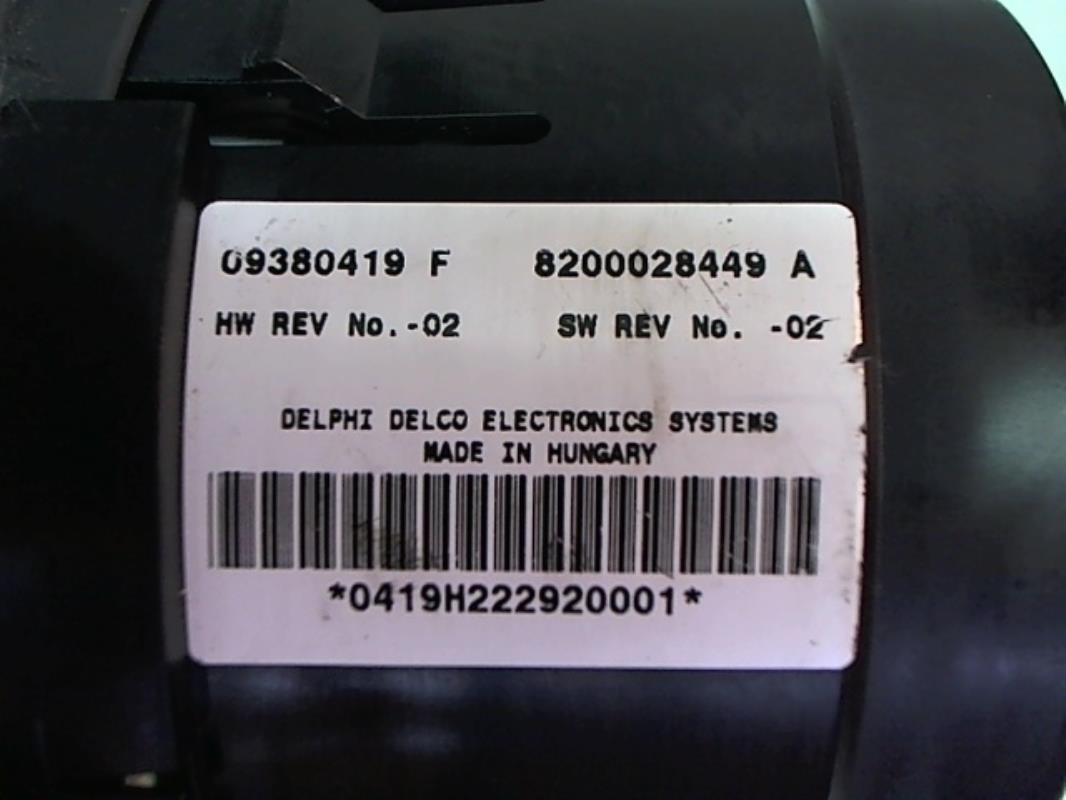 09380419 F 8200028449 A
HW REV No.-02 SW REV No. -02
DELPHI DELCO ELECTRONICS SYSTEMS
MADE IN HUNGARY
*0419H222920001*